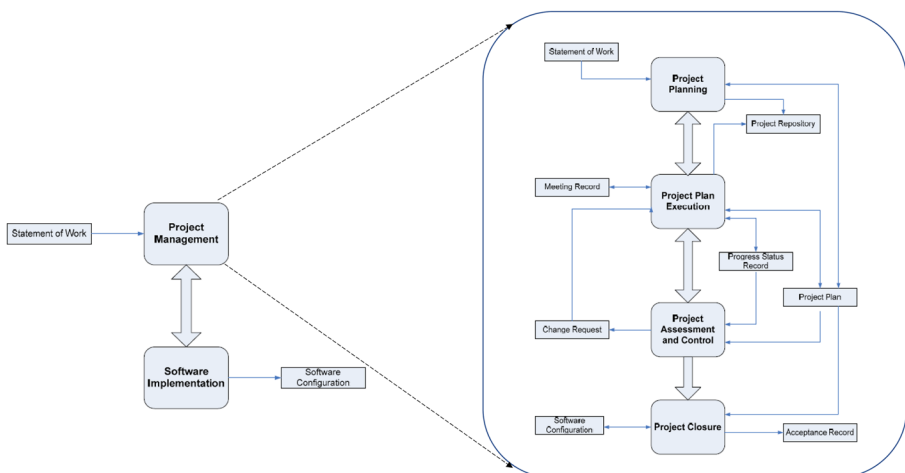 Statement of Work
Project
Management
Software
Implementation
Software
Configuration
Statement of Work
Project
Planning
Project Repository
Meeting Record
Project Plan
Execution
Progress Status
Record
Project Plan
Change Request
Project
Assessment
and Control
Software
Configuration
Project Closure
Acceptance Record